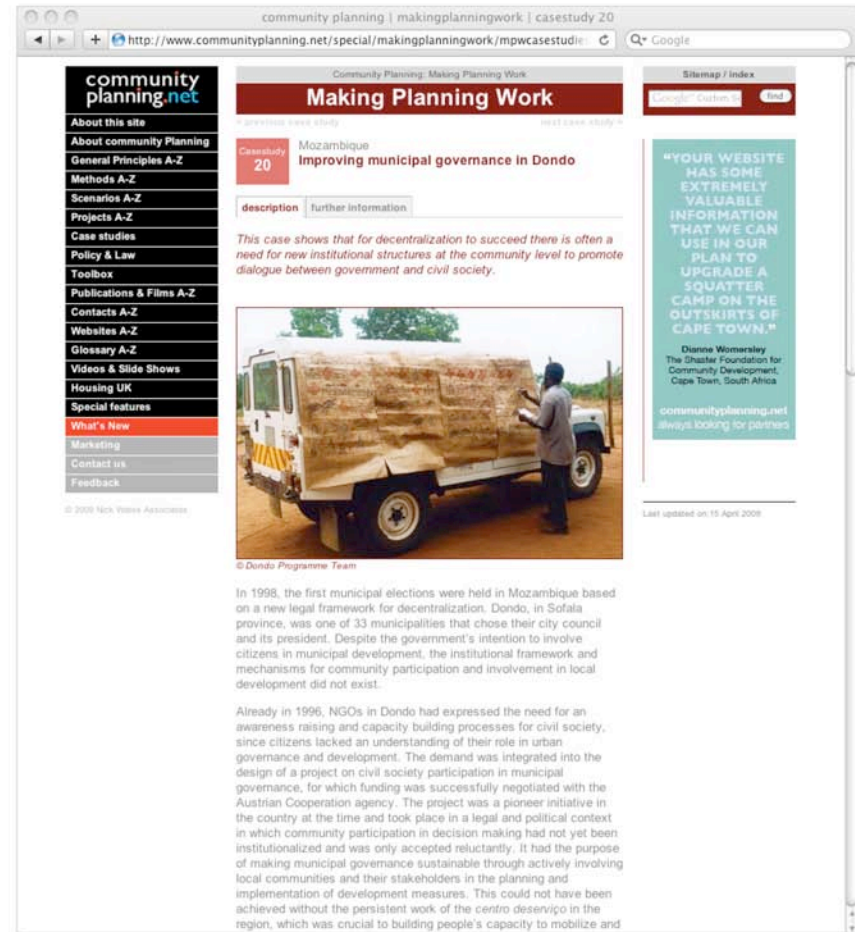 community planning | makingplanningwork | casestudy 20
http://www.communityplanning.net/special/makingplanningwork/mpwcasestudie
Google
community
planning.net
About this site
About community Planning
General Principles A-Z
Methods A-Z
Scenarios A-Z
Projects A-Z
Case studies
Policy & Law
Toolbox
Publications & Films A-Z
Contacts A-Z
Websites A-Z
Glossary A-Z
Videos & Slide Shows
Housing UK
Special features
What's New
Marketing
Contact us
Feedback
© 2009 Nick Wates Associates
Community Planning: Making Planning Work
Making Planning Work
« previous case study
next case study »
Casestudy
20
Mozambique
Improving municipal governance in Dondo
description
further information
This case shows that for decentralization to succeed there is often a
need for new institutional structures at the community level to promote
dialogue between government and civil society.
© Dondo Programme Team
In 1998, the first municipal elections were held in Mozambique based
on a new legal framework for decentralization. Dondo, in Sofala
province, was one of 33 municipalities that chose their city council
and its president. Despite the government's intention to involve
citizens in municipal development, the institutional framework and
mechanisms for community participation and involvement in local
development did not exist.
Already in 1996, NGOs in Dondo had expressed the need for an
awareness raising and capacity building processes for civil society,
since citizens lacked an understanding of their role in urban
governance and development. The demand was integrated into the
design of a project on civil society participation in municipal
governance, for which funding was successfully negotiated with the
Austrian Cooperation agency. The project was a pioneer initiative in
the country at the time and took place in a legal and political context
in which community participation in decision making had not yet been
institutionalized and was only accepted reluctantly. It had the purpose
of making municipal governance sustainable through actively involving
local communities and their stakeholders in the planning and
implementation of development measures. This could not have been
achieved without the persistent work of the centro deserviço in the
region, which was crucial to building people's capacity to mobilize and
Sitemap / index
Google™ Custom Se
find
"YOUR WEBSITE
HAS SOME
EXTREMELY
VALUABLE
INFORMATION
THAT WE CAN
USE IN OUR
PLAN TO
UPGRADE A
SQUATTER
CAMP ON THE
OUTSKIRTS OF
CAPE TOWN."
Dianne Womersley
The Shaster Foundation for
Community Development,
Cape Town, South Africa
communityplanning.net
always looking for partners
Last updated on:15 April 2009